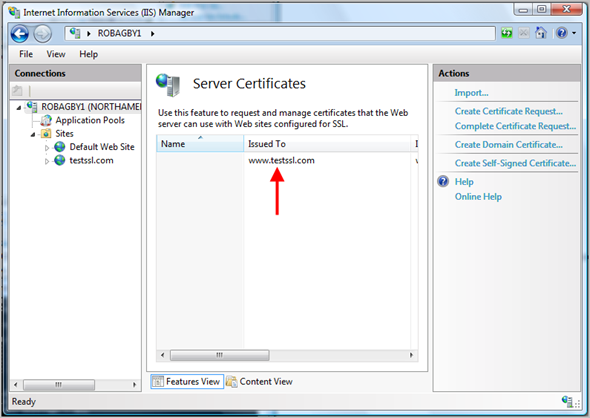 Internet Information Services (IIS) Manager
ROBAGBY1
File View Help
Connections
ROBAGBY1 (NORTHAME
Application Pools
Sites
Default Web Site
testssl.com
Server Certificates
Use this feature to request and manage certificates that the Web
server can use with Web sites configured for SSL.
Name Issued To I
www.testssl.com
Features View Content View
Actions
Import...
Create Certificate Request...
Complete Certificate Request...
Create Domain Certificate...
Create Self-Signed Certificate...
Help
Online Help
Ready